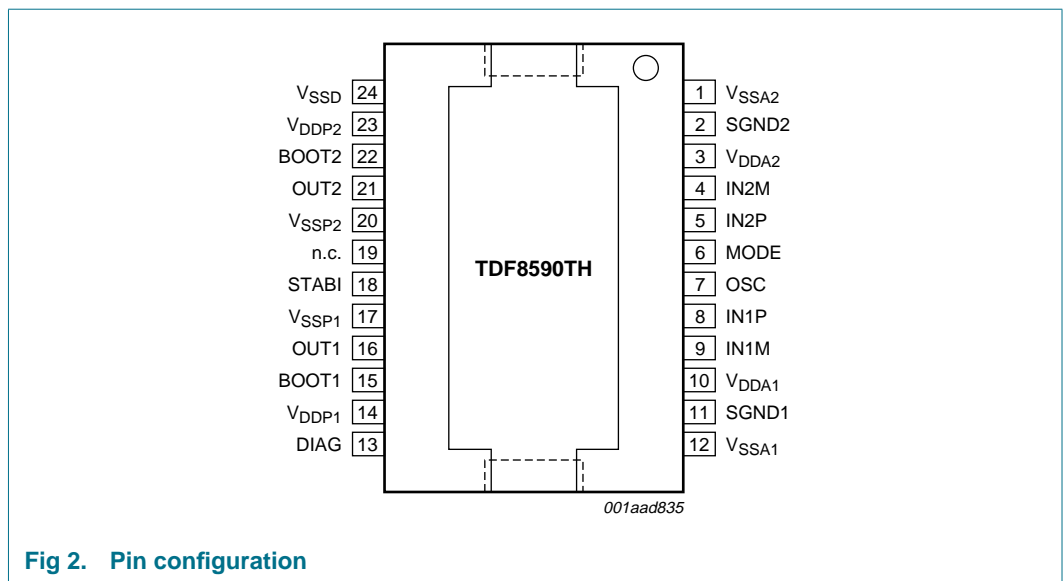 VSSD 24
VDDP2 23
BOOT2 22
OUT2 21
VSSP2 20
n.c. 19
STABI 18
VSSP1 17
OUT1 16
BOOT1 15
VDDP1 14
DIAG 13
TDF8590TH
1 VSSA2
2 SGND2
3 VDDA2
4 IN2M
5 IN2P
6 MODE
7 OSC
8 IN1P
9 IN1M
10 VDDA1
11 SGND1
12 VSSA1
001aad835
Fig 2. Pin configuration